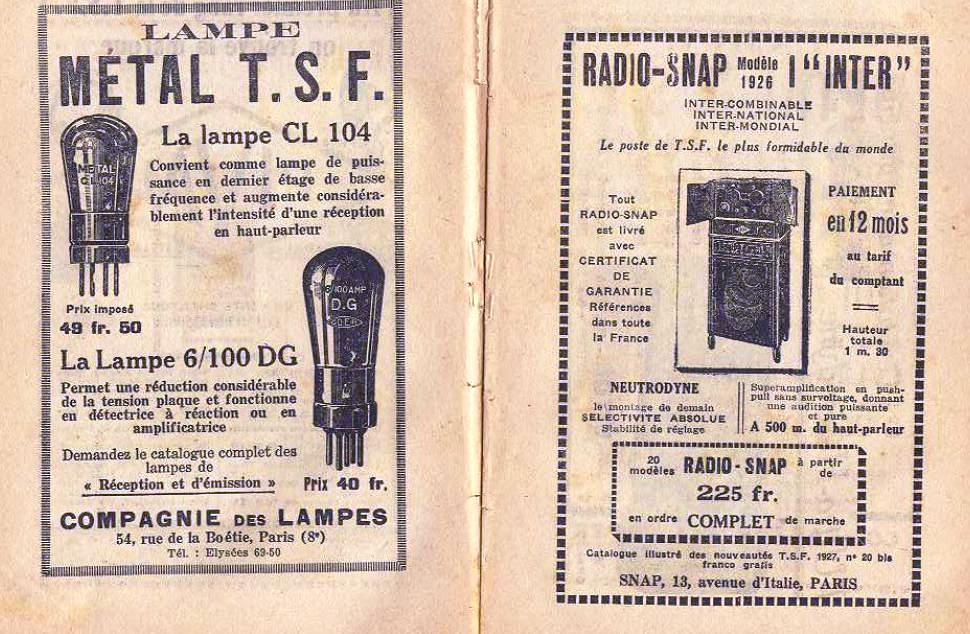 LAMPE
MÉTAL T. S. F.
La lampe CL 104
Convient comme lampe de puis-
sance en dernier étage de basse
fréquence et augmente considéra-
blement l'intensité d'une réception
en haut-parleur
METAL
CL104
Prix imposé
49 fr. 50
6/100AMP
D.G
La Lampe 6/100 DG
Permet une réduction considérable
de la tension plaque et fonctionne
en détectrice à réaction ou en
amplificatrice
Demandez le catalogue complet des
lampes de
« Réception et d'émission »
Prix 40 fr.
COMPAGNIE DES LAMPES
54, rue de la Boétie, Paris (8e)
Tél. : Elysées 69-50
RADIO-SNAP Modèle 1926 I "INTER"
INTER-COMBINABLE
INTER-NATIONAL
INTER-MONDIAL
Le poste de T.S.F. le plus formidable du monde
Tout
RADIO-SNAP
est livré
avec
CERTIFICAT
DE
GARANTIE
Références
dans toute
la France
PAIEMENT
en 12 mois
au tarif
du comptant
Hauteur
totale
1 m. 30
NEUTRODYNE
le montage de demain
SELECTIVITE ABSOLUE
Stabilité de réglage
Superamplification en push-
pull sans survoltage, donnant
une audition puissante
et pure
A 500 m. du haut-parleur
20 modèles RADIO-SNAP à partir de
225 fr.
en ordre COMPLET de marche
Catalogue illustré des nouveautés T.S.F. 1927, n° 20 bis
franco gratis
SNAP, 13, avenue d'Italie, PARIS